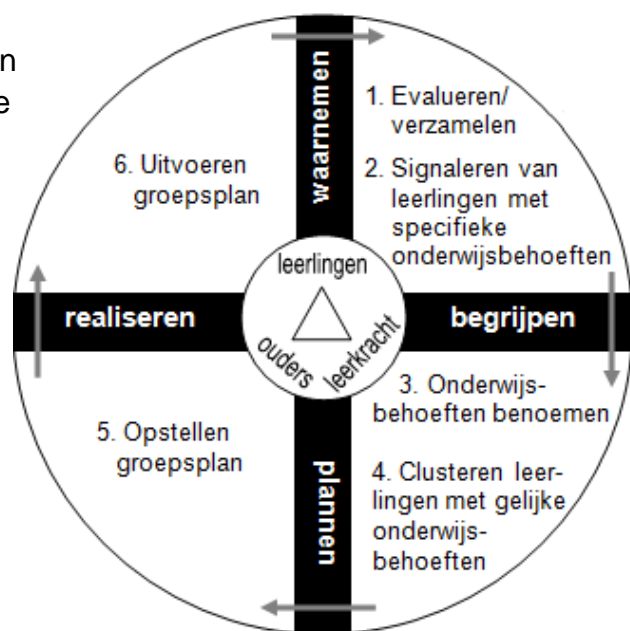 n
e
waarnemen
1. Evalueren/
verzamelen
2. Signaleren van
leerlingen met
specifieke
onderwijsbehoeften
begrijpen
3. Onderwijs-
behoeften benoemen
4. Clusteren leer-
lingen met gelijke
onderwijs-
behoeften
plannen
5. Opstellen
groepsplan
realiseren
6. Uitvoeren
groepsplan
leerlingen
ouders
leerkracht